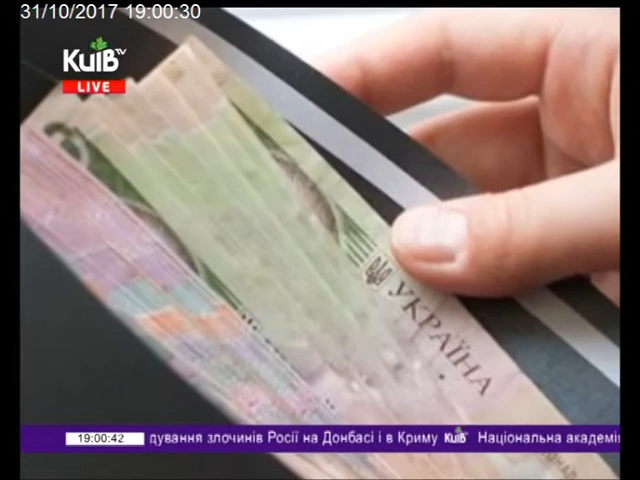 31/10/2017 19:00:30
КиїВ TV
LIVE
УКРАЇНА
19:00:42 дування злочинів Росії на Донбасі і в Криму КиїВ Національна академія